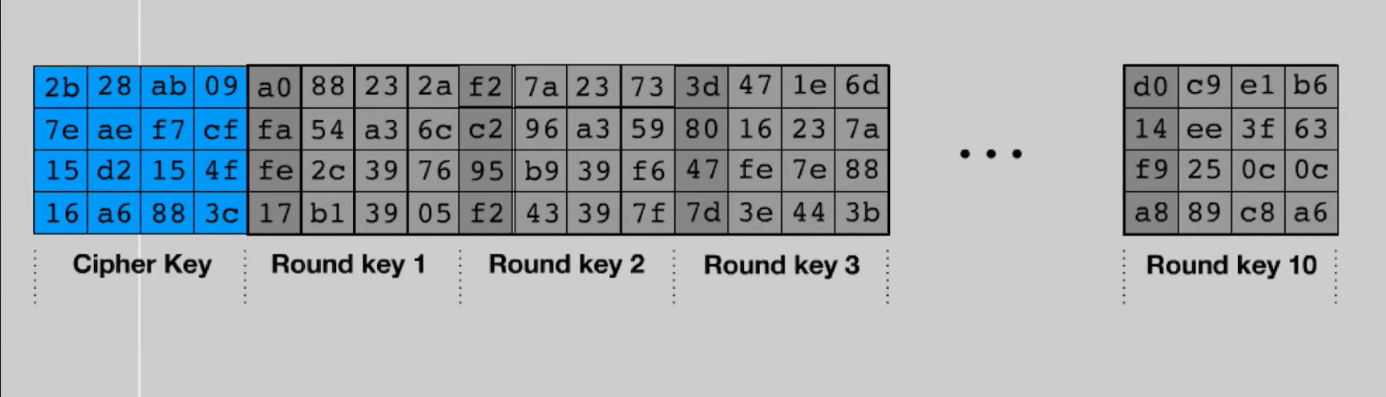 2b 28 ab 09 a0 88 23 2a f2 7a 23 73 3d 47 1e 6d d0 c9 e1 b6
7e ae f7 cf fa 54 a3 6c c2 96 a3 59 80 16 23 7a ... 14 ee 3f 63
15 d2 15 4f fe 2c 39 76 95 b9 39 f6 47 fe 7e 88 f9 25 0c 0c
16 a6 88 3c 17 b1 39 05 f2 43 39 7f 7d 3e 44 3b a8 89 c8 a6
Cipher Key Round key 1 Round key 2 Round key 3 Round key 10